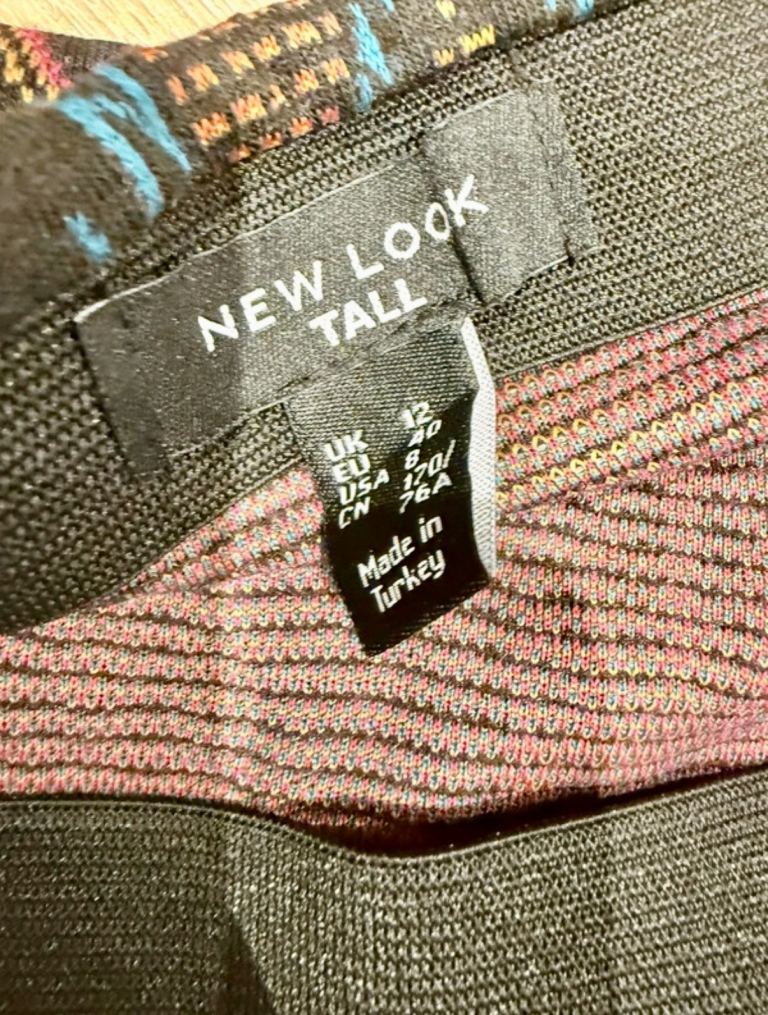 NEW LOOK
TALL
UK 12
EU 40
USA 8
CN 170/
76A
Made in
Turkey